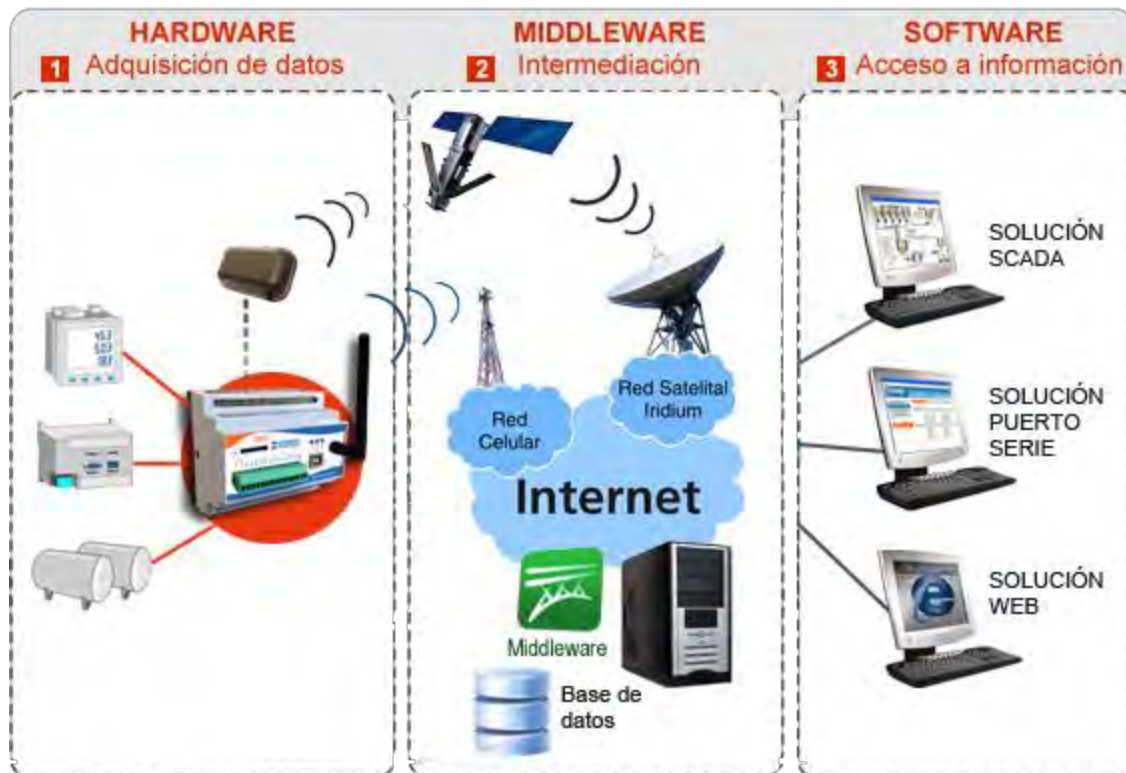 HARDWARE
1 Adquisición de datos
MIDDLEWARE
2 Intermediación
SOFTWARE
3 Acceso a información
SOLUCIÓN
SCADA
Red Satelital
Iridium
Red
Celular
SOLUCIÓN
PUERTO
SERIE
Internet
SOLUCIÓN
WEB
Middleware
Base de
datos